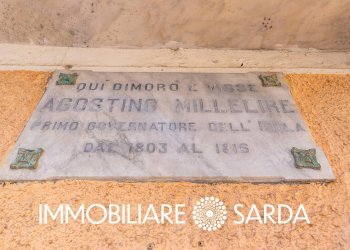 QUI DIMORÒ E VISSE
AGOSTINO MILLELIRE
PRIMO GOVERNATORE DELL' ISOLA
DAL 1803 AL 1815
IMMOBILIARE SARDA